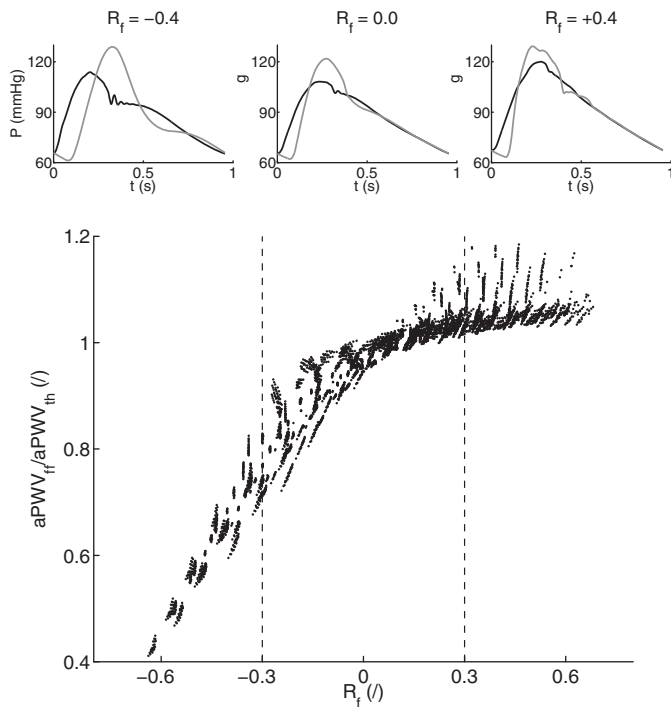 R_f = −0.4
R_f = 0.0
R_f = +0.4
P (mmHg)
120
90
60
0
0.5
1
t (s)
g
120
90
60
0
0.5
1
t (s)
g
120
90
60
0
0.5
1
t (s)
aPWV_ff/aPWV_th (/)
1.2
1
0.8
0.6
0.4
−0.6
−0.3
0
0.3
0.6
R_f (/)